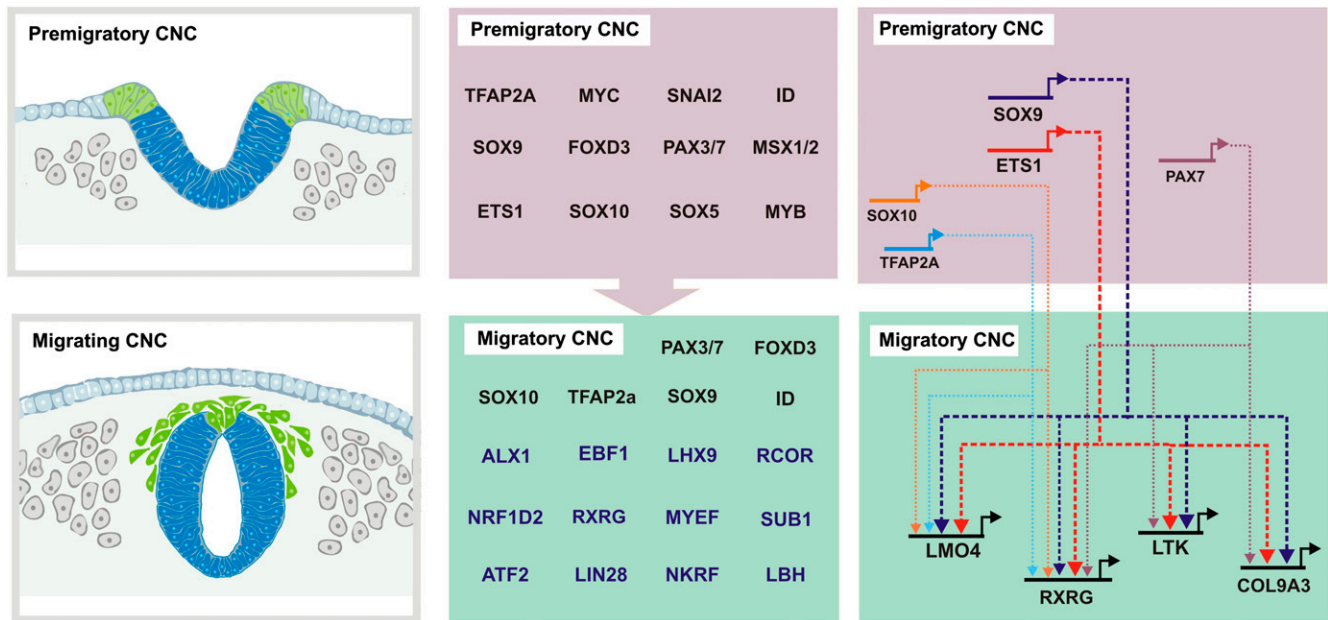 Premigratory CNC
Migrating CNC
Premigratory CNC
TFAP2A MYC SNAI2 ID
SOX9 FOXD3 PAX3/7 MSX1/2
ETS1 SOX10 SOX5 MYB
Migratory CNC
PAX3/7 FOXD3
SOX10 TFAP2a SOX9 ID
ALX1 EBF1 LHX9 RCOR
NRF1D2 RXRG MYEF SUB1
ATF2 LIN28 NKRF LBH
Premigratory CNC
SOX9
ETS1
PAX7
SOX10
TFAP2A
Migratory CNC
LMO4
LTK
RXRG
COL9A3